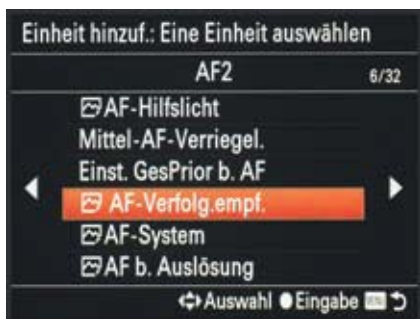 Einheit hinzuf.: Eine Einheit auswählen
AF2 6/32
AF-Hilfslicht
Mittel-AF-Verriegel.
Einst. GesPrior b. AF
AF-Verfolg.empf.
AF-System
AF b. Auslösung
Auswahl Eingabe MENU